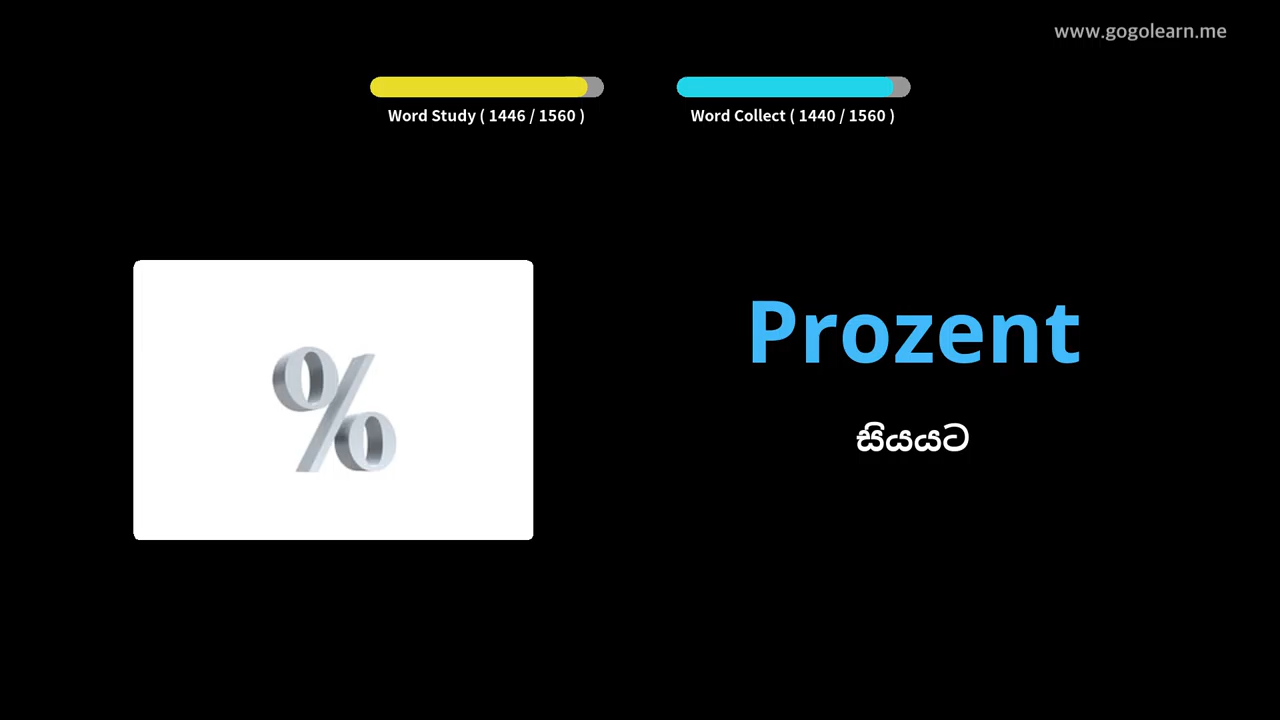 www.gogolearn.me
Word Study ( 1446 / 1560 )
Word Collect ( 1440 / 1560 )
%
Prozent
සියයට